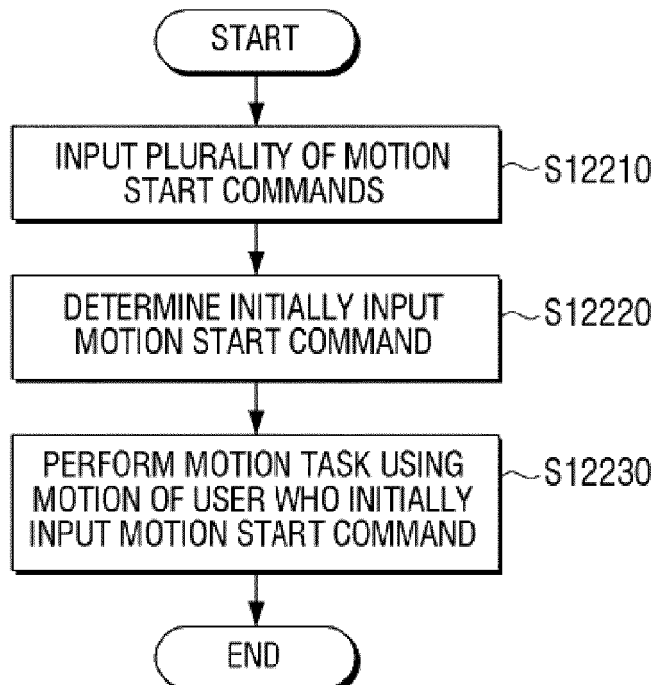 START
INPUT PLURALITY OF MOTION
START COMMANDS
S12210
DETERMINE INITIALLY INPUT
MOTION START COMMAND
S12220
PERFORM MOTION TASK USING
MOTION OF USER WHO INITIALLY
INPUT MOTION START COMMAND
S12230
END